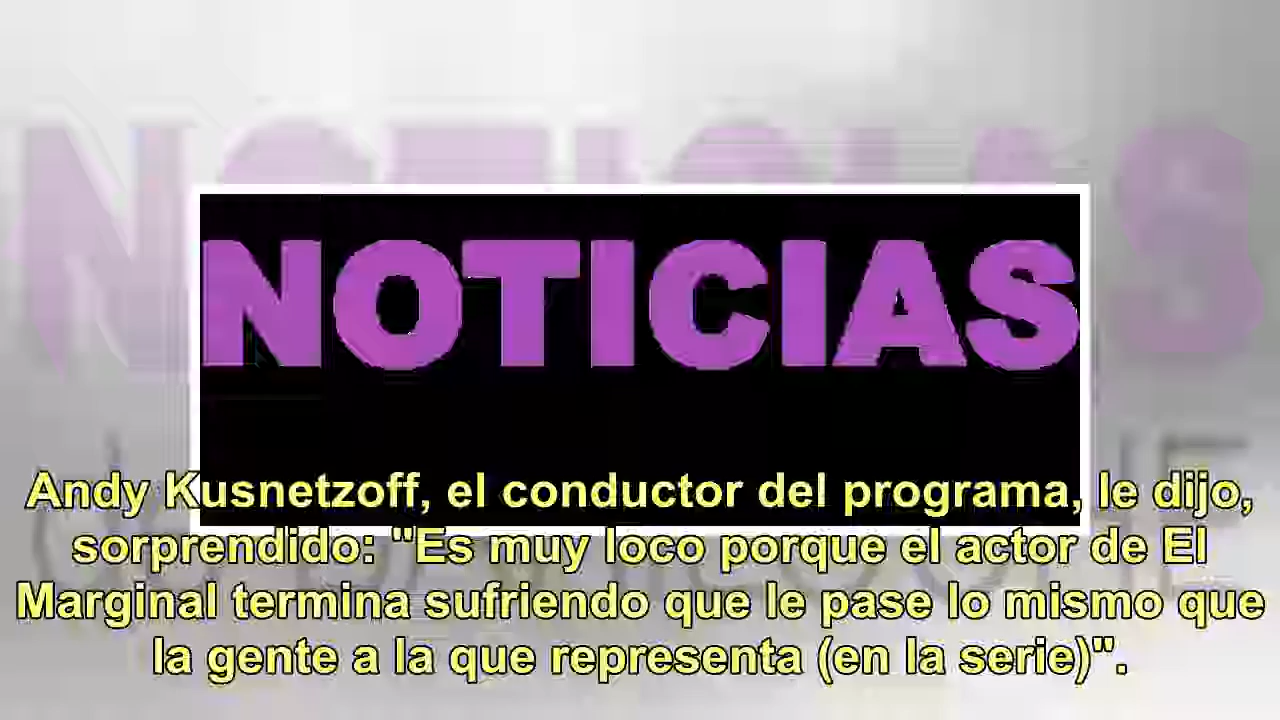 NOTICIAS
Andy Kusnetzoff, el conductor del programa, le dijo,
sorprendido: "Es muy loco porque el actor de El
Marginal termina sufriendo que le pase lo mismo que
la gente a la que representa (en la serie)".